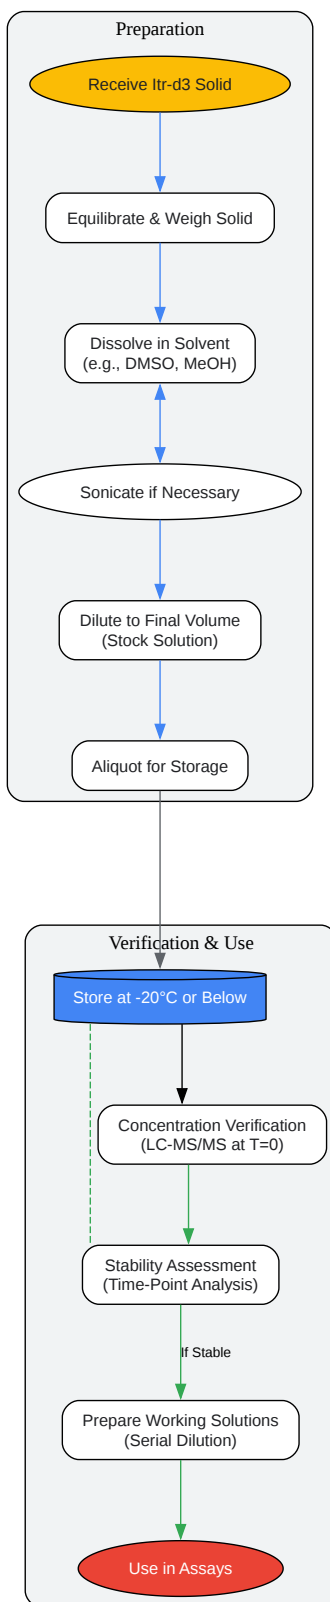 Preparation
Receive Itr-d3 Solid
Equilibrate & Weigh Solid
Dissolve in Solvent
(e.g., DMSO, MeOH)
Sonicate if Necessary
Dilute to Final Volume
(Stock Solution)
Aliquot for Storage
Verification & Use
Store at -20°C or Below
Concentration Verification
(LC-MS/MS at T=0)
Stability Assessment
(Time-Point Analysis)
If Stable
Prepare Working Solutions
(Serial Dilution)
Use in Assays